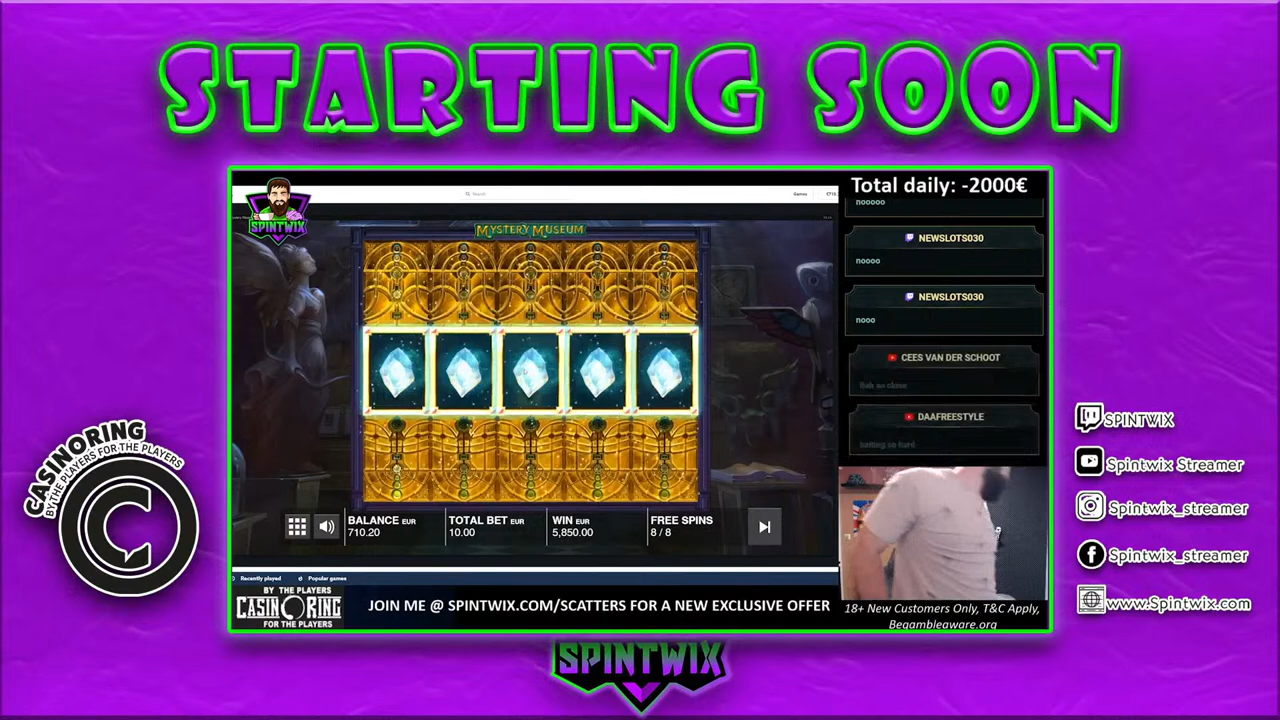 STARTING SOON
Search
Games
€710
SPINTWIX
MYSTERY MUSEUM
BALANCE EUR
710.20
TOTAL BET EUR
10.00
WIN EUR
5,850.00
FREE SPINS
8 / 8
Recently played
Popular games
BY THE PLAYERS
CASINORING
FOR THE PLAYERS
JOIN ME @ SPINTWIX.COM/SCATTERS FOR A NEW EXCLUSIVE OFFER
Total daily: -2000€
nooooo
NEWSLOTS030
noooo
NEWSLOTS030
nooo
CEES VAN DER SCHOOT
DAAFREESTYLE
18+ New Customers Only, T&C Apply,
Begambleaware.org
CASINORING
BY THE PLAYERS FOR THE PLAYERS
SPINTWIX
Spintwix Streamer
Spintwix_streamer
Spintwix_streamer
www.Spintwix.com
SPINTWIX